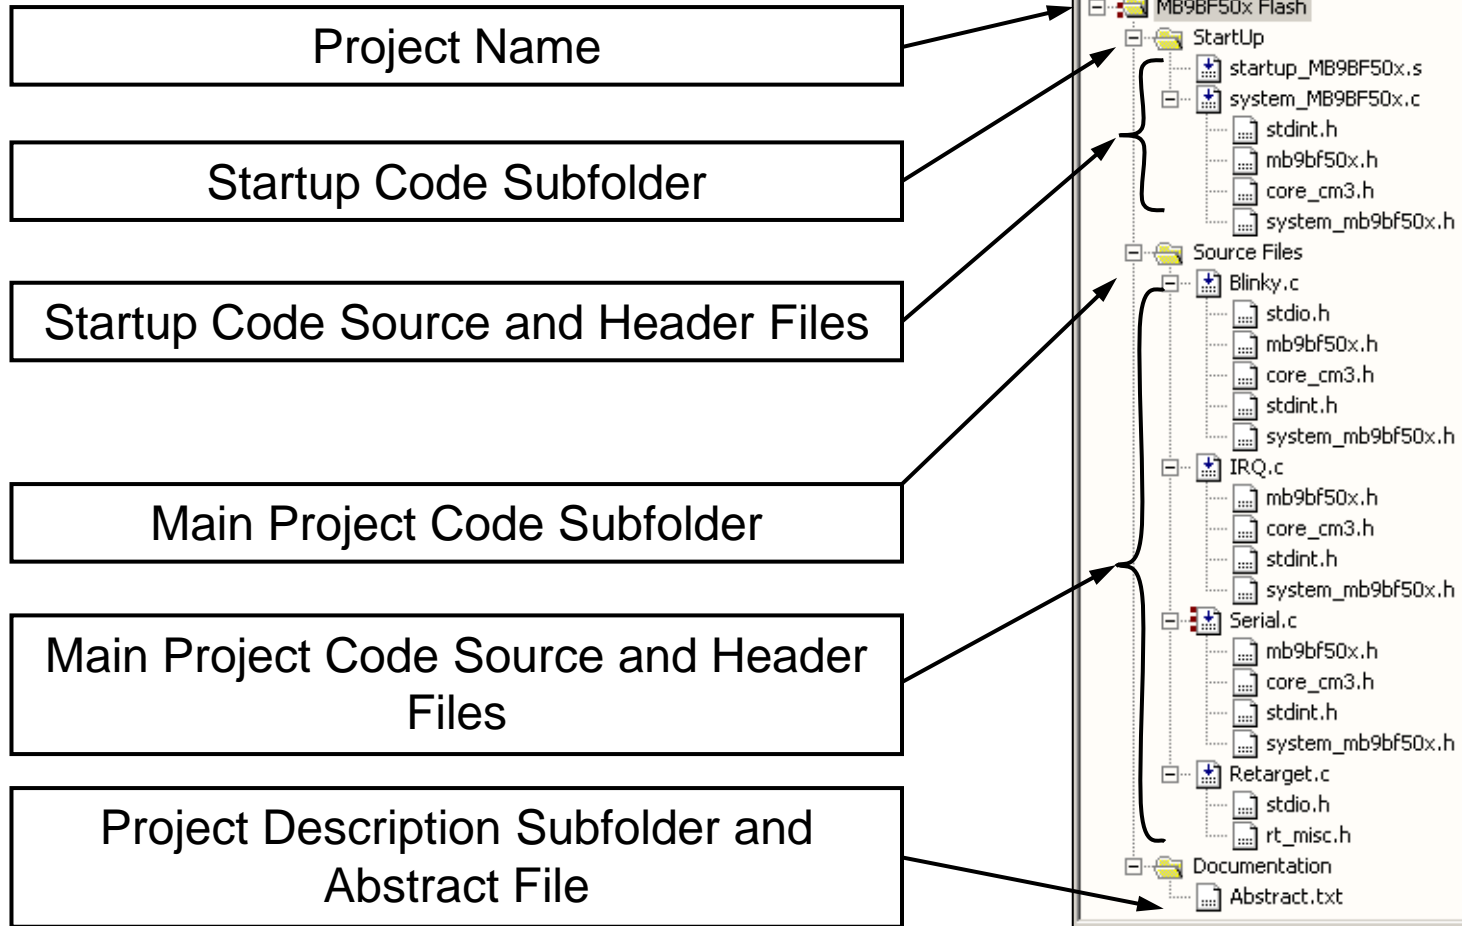 Project Name
Startup Code Subfolder
Startup Code Source and Header Files
Main Project Code Subfolder
Main Project Code Source and Header
Files
Project Description Subfolder and
Abstract File
MB9BF50x Flash
StartUp
startup_MB9BF50x.s
system_MB9BF50x.c
stdint.h
mb9bf50x.h
core_cm3.h
system_mb9bf50x.h
Source Files
Blinky.c
stdio.h
mb9bf50x.h
core_cm3.h
stdint.h
system_mb9bf50x.h
IRQ.c
mb9bf50x.h
core_cm3.h
stdint.h
system_mb9bf50x.h
Serial.c
mb9bf50x.h
core_cm3.h
stdint.h
system_mb9bf50x.h
Retarget.c
stdio.h
rt_misc.h
Documentation
Abstract.txt